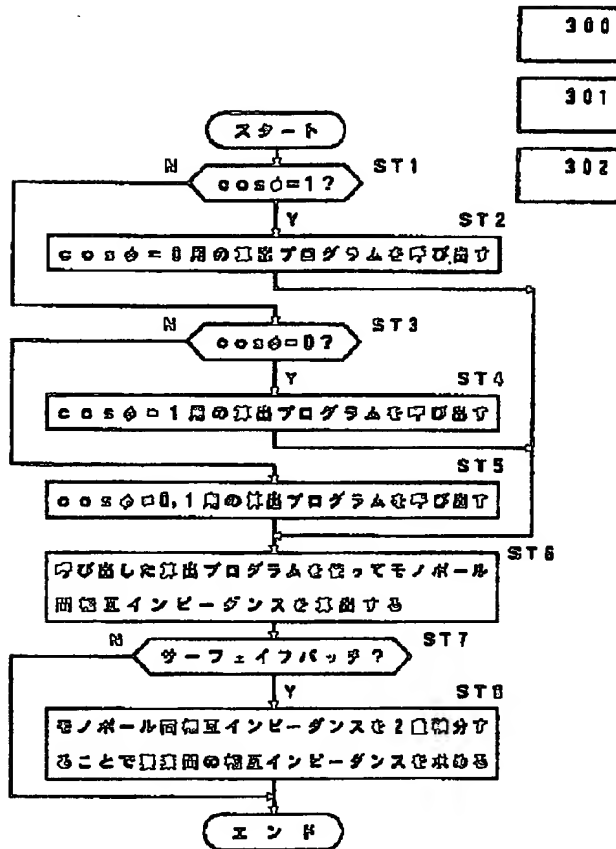 300
301
302
スタート
N
ST1
cosφ=1?
Y
ST2
cosφ=0用の算出プログラムを呼び出す
N
ST3
cosφ=0?
Y
ST4
cosφ=1用の算出プログラムを呼び出す
ST5
cosφ=0,1用の算出プログラムを呼び出す
ST6
呼び出した算出プログラムを使ってモノポール
間相互インピーダンスを算出する
N
ST7
サーフェイスパッチ?
Y
ST8
モノポール間相互インピーダンスを2重積分す
ることで間の相互インピーダンスを求める
エンド